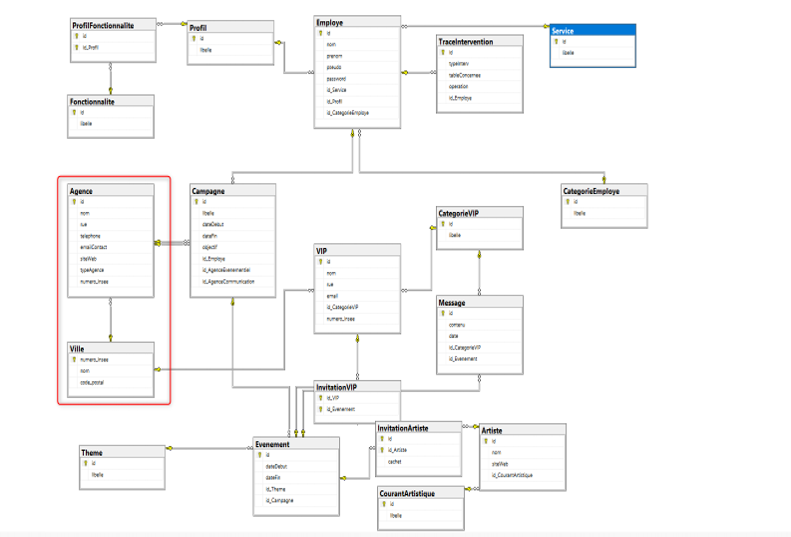 ProfilFonctionnalite
id
id_Profil
Profil
id
libelle
Employe
id
nom
prenom
pseudo
password
id_Service
id_Profil
id_CategorieEmploye
TraceIntervention
id
typeInterv
tableConcernee
operation
id_Employe
Service
id
libelle
Fonctionnalite
id
libelle
Agence
id
nom
rue
telephone
emailContact
siteWeb
typeAgence
numero_insee
Campagne
id
libelle
dateDebut
dateFin
objectif
id_Employe
id_AgenceEvenementiel
id_AgenceCommunication
CategorieEmploye
id
libelle
CategorieVIP
id
libelle
VIP
id
nom
rue
email
id_CategorieVIP
numero_insee
Message
id
contenu
date
id_CategorieVIP
id_Evenement
Ville
numero_insee
nom
code_postal
InvitationVIP
id_VIP
id_Evenement
InvitationArtiste
id
id_Artiste
cachet
Artiste
id
nom
siteWeb
id_CourantArtistique
Theme
id
libelle
Evenement
id
dateDebut
dateFin
id_Theme
id_Campagne
CourantArtistique
id
libelle